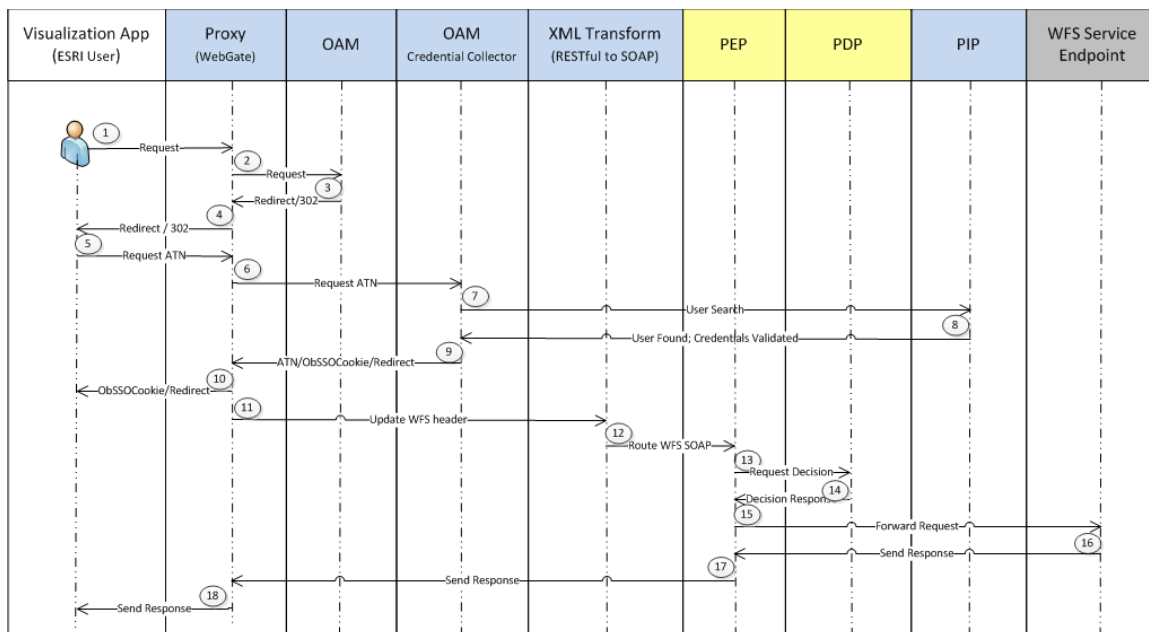 Visualization App
(ESRI User)
Proxy
(WebGate)
OAM
OAM
Credential Collector
XML Transform
(RESTful to SOAP)
PEP
PDP
PIP
WFS Service
Endpoint
1
Request
2
Request
3
Redirect/302
4
Redirect / 302
5
Request ATN
6
Request ATN
7
User Search
8
User Found; Credentials Validated
9
ATN/ObSSOCookie/Redirect
10
ObSSOCookie/Redirect
11
Update WFS header
12
Route WFS SOAP
13
Request Decision
14
Decision Response
15
Forward Request
16
Send Response
17
Send Response
18
Send Response